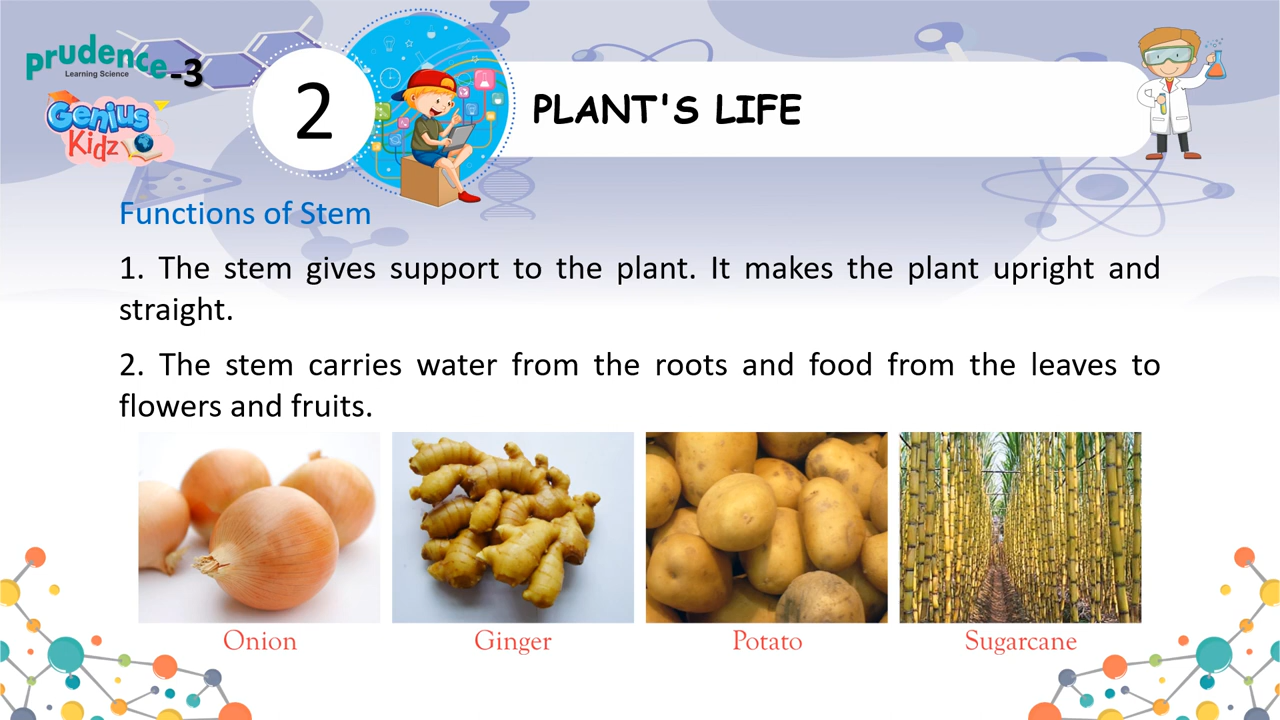 prudence
Learning Science
-3
Genius
Kidz
2
PLANT'S LIFE
Functions of Stem
1. The stem gives support to the plant. It makes the plant upright and
straight.
2. The stem carries water from the roots and food from the leaves to
flowers and fruits.
Onion
Ginger
Potato
Sugarcane